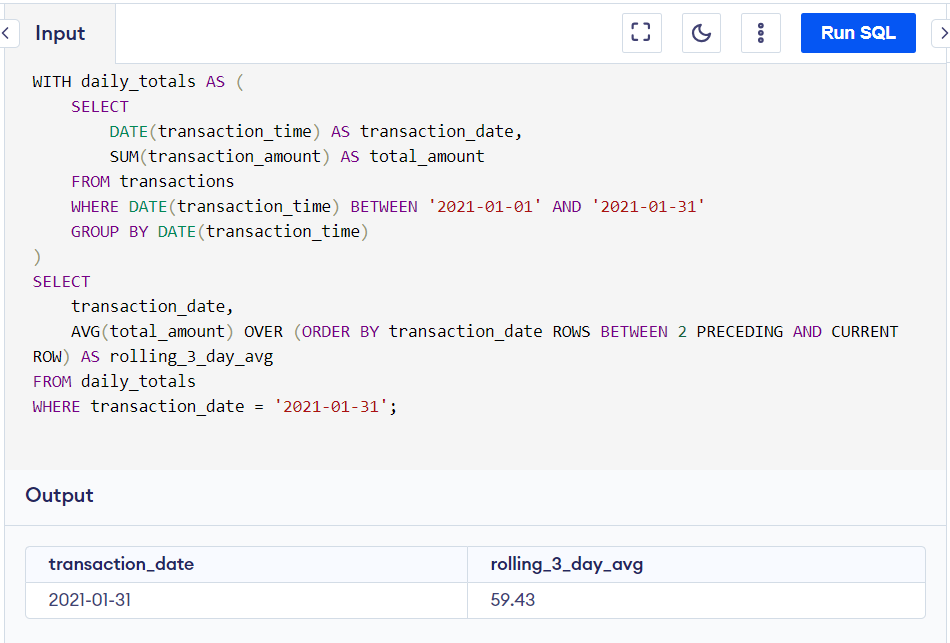 Input
Run SQL
WITH daily_totals AS (
    SELECT
        DATE(transaction_time) AS transaction_date,
        SUM(transaction_amount) AS total_amount
    FROM transactions
    WHERE DATE(transaction_time) BETWEEN '2021-01-01' AND '2021-01-31'
    GROUP BY DATE(transaction_time)
)
SELECT
    transaction_date,
    AVG(total_amount) OVER (ORDER BY transaction_date ROWS BETWEEN 2 PRECEDING AND CURRENT
ROW) AS rolling_3_day_avg
FROM daily_totals
WHERE transaction_date = '2021-01-31';
Output
transaction_date rolling_3_day_avg
2021-01-31 59.43